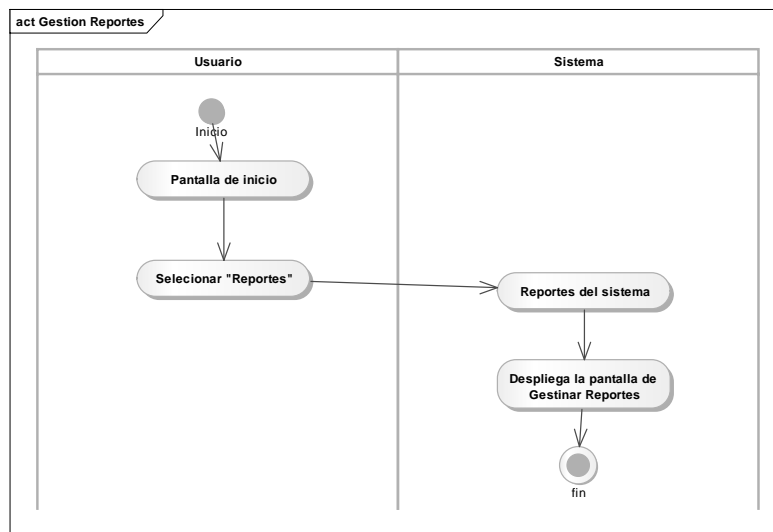 act Gestion Reportes
Usuario
Sistema
Inicio
Pantalla de inicio
Selecionar "Reportes"
Reportes del sistema
Despliega la pantalla de
Gestinar Reportes
fin